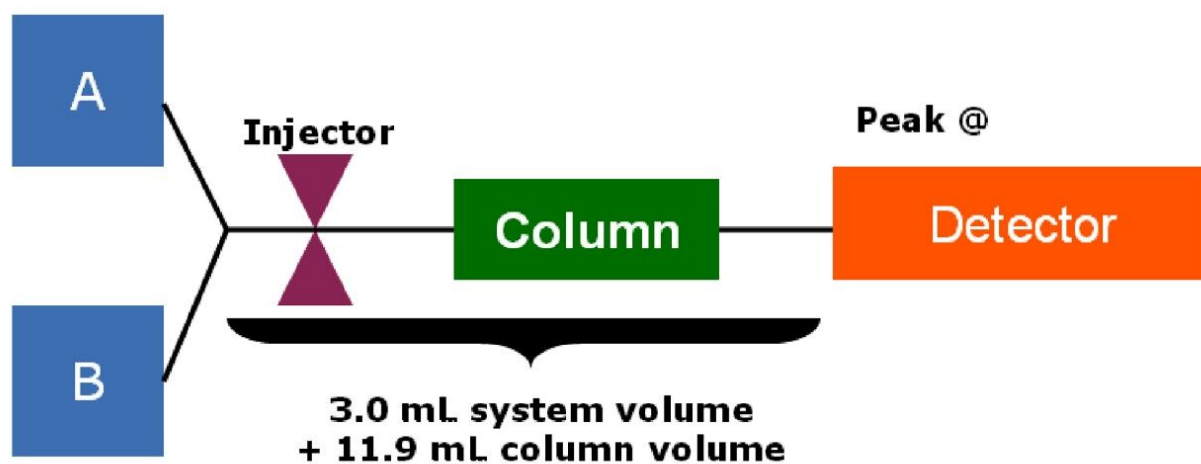 A
Injector
Peak @
Column
Detector
B
3.0 mL system volume
+ 11.9 mL column volume